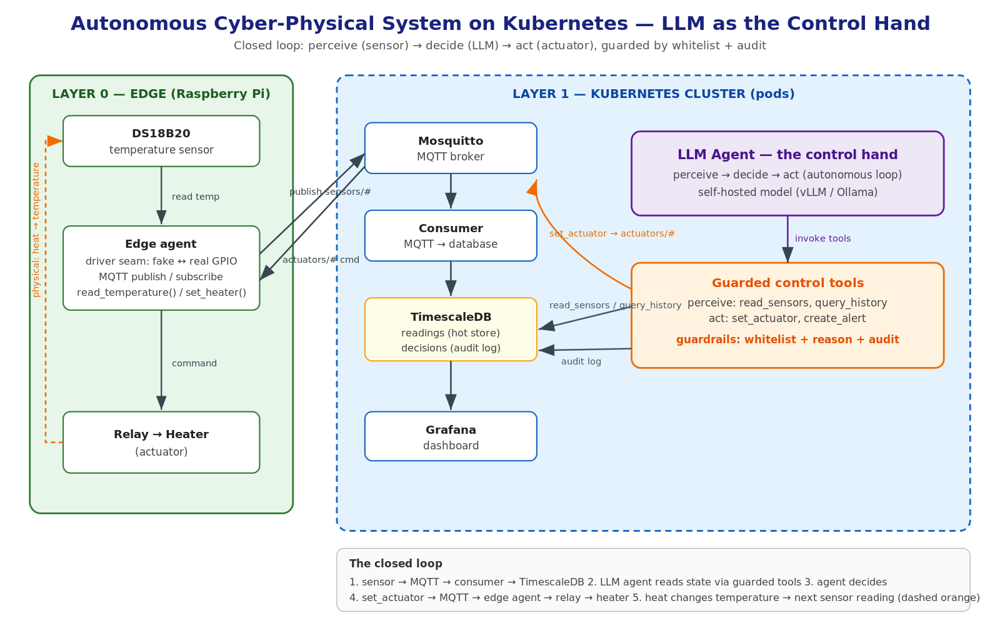 Autonomous Cyber-Physical System on Kubernetes — LLM as the Control Hand
Closed loop: perceive (sensor) → decide (LLM) → act (actuator), guarded by whitelist + audit
LAYER 0 — EDGE (Raspberry Pi)
DS18B20
temperature sensor
read temp
physical: heat → temperature
Edge agent
driver seam: fake ↔ real GPIO
MQTT publish / subscribe
read_temperature() / set_heater()
command
Relay → Heater
(actuator)
publish sensors/#
actuators/# cmd
LAYER 1 — KUBERNETES CLUSTER (pods)
Mosquitto
MQTT broker
Consumer
MQTT → database
TimescaleDB
readings (hot store)
decisions (audit log)
Grafana
dashboard
set_actuator → actuators/#
read_sensors / query_history
audit log
LLM Agent — the control hand
perceive → decide → act (autonomous loop)
self-hosted model (vLLM / Ollama)
invoke tools
Guarded control tools
perceive: read_sensors, query_history
act: set_actuator, create_alert
guardrails: whitelist + reason + audit
The closed loop
1. sensor → MQTT → consumer → TimescaleDB 2. LLM agent reads state via guarded tools 3. agent decides
4. set_actuator → MQTT → edge agent → relay → heater 5. heat changes temperature → next sensor reading (dashed orange)